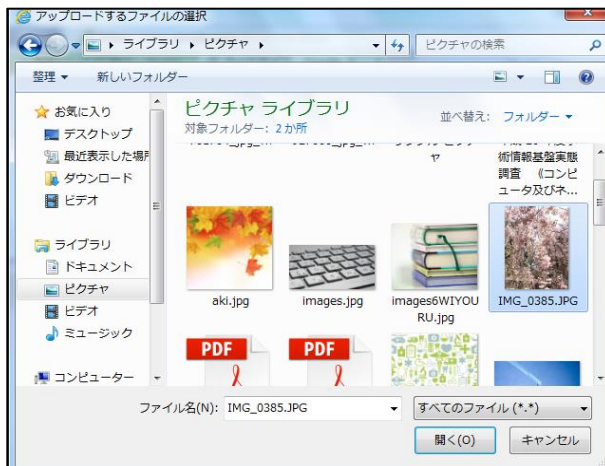 アップロードするファイルの選択
ライブラリ ピクチャ
ピクチャの検索
整理 新しいフォルダー
お気に入り
デスクトップ
最近表示した場所
ダウンロード
ビデオ
ライブラリ
ドキュメント
ピクチャ
ビデオ
ミュージック
コンピューター
ピクチャ ライブラリ
対象フォルダー: 2 か所
並べ替え: フォルダー
ャ
術情報基盤実態
調査 《コンピ
ュータ及びネ...
aki.jpg
images.jpg
images6WIYOU
RU.jpg
IMG_0385.JPG
PDF
PDF
ファイル名(N): IMG_0385.JPG
すべてのファイル (*.*)
開く(O)
キャンセル